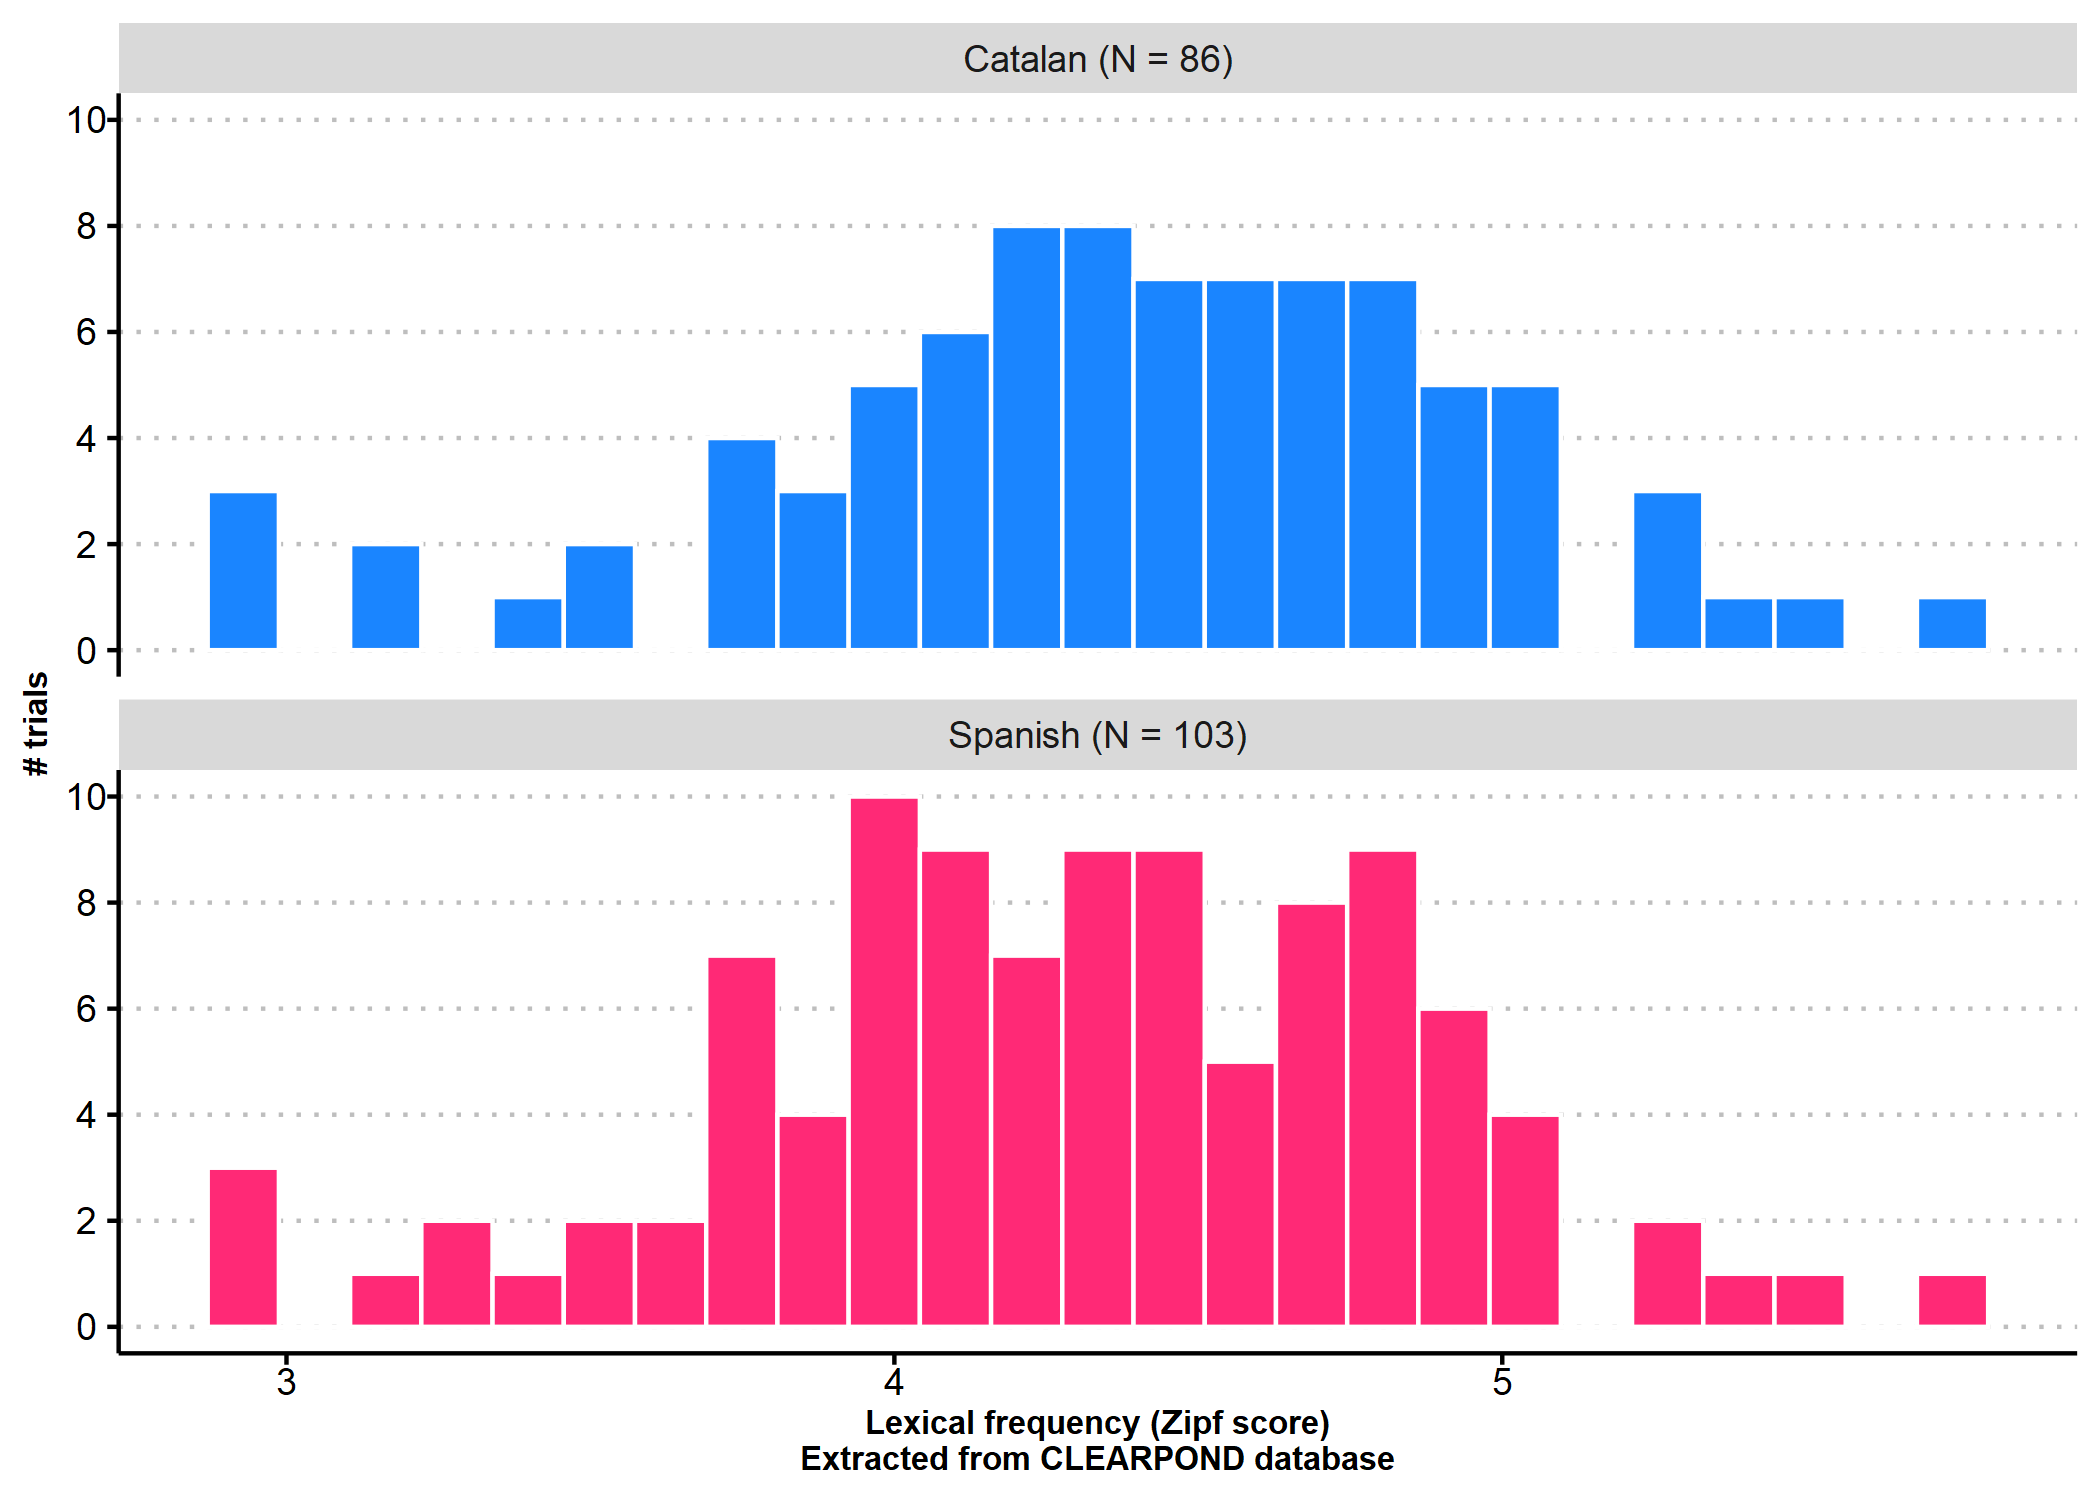 Catalan (N = 86)
10
8
6
4
2
0
# trials
Spanish (N = 103)
10
8
6
4
2
0
3 4 5
Lexical frequency (Zipf score)
Extracted from CLEARPOND database